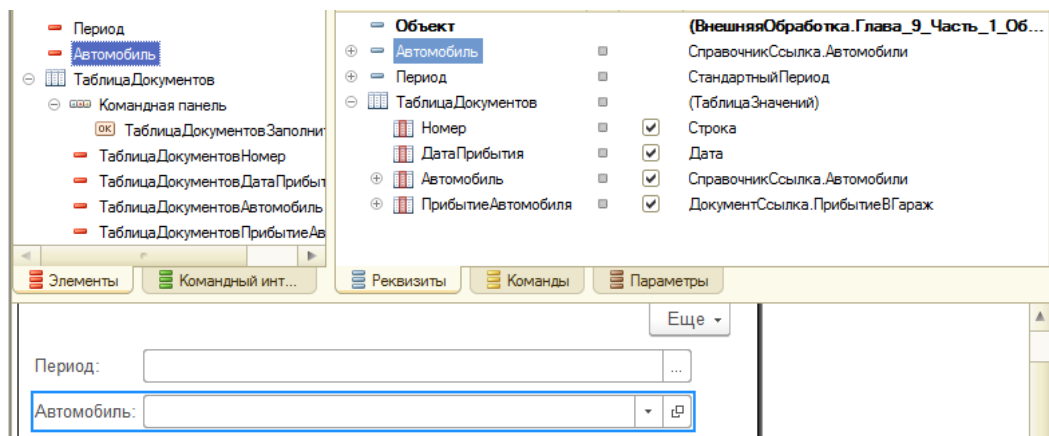 Период
Автомобиль
ТаблицаДокументов
Командная панель
OK ТаблицаДокументовЗаполнит
ТаблицаДокументовНомер
ТаблицаДокументовДатаПрибыт
ТаблицаДокументовАвтомобиль
ТаблицаДокументовПрибытиеАв
Элементы
Командный инт...
Объект (ВнешняяОбработка.Глава_9_Часть_1_Об...
Автомобиль СправочникСсылка.Автомобили
Период СтандартныйПериод
ТаблицаДокументов (ТаблицаЗначений)
Номер Строка
ДатаПрибытия Дата
Автомобиль СправочникСсылка.Автомобили
ПрибытиеАвтомобиля ДокументСсылка.ПрибытиеВГараж
Реквизиты
Команды
Параметры
Еще
Период: ...
Автомобиль: